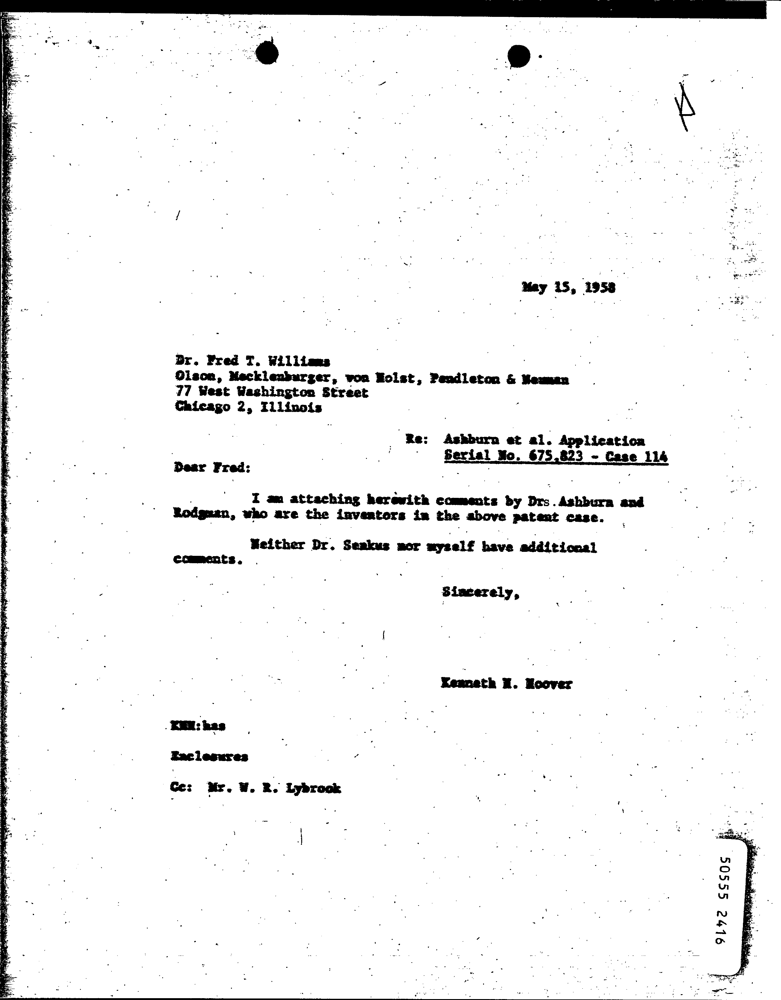 May 15, 1958
Dr. Fred T. Williams
Olson, Mecklenburger, von Holst, Pendleton & Neuman
77 West Washington Street
Chicago 2, Illinois
Re: Ashburn et al. Application
Serial No. 675,823 - Case 114
Dear Fred:
I am attaching herewith comments by Drs. Ashburn and
Rodgman, who are the inventors in the above patent case.
Neither Dr. Senkus nor myself have additional
comments.
Sincerely,
Kenneth H. Hoover
KHH:has
Enclosures
Cc: Mr. W. R. Lybrook
50555 2416